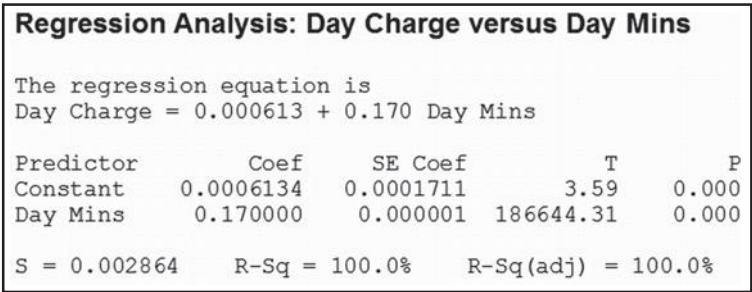 Regression Analysis: Day Charge versus Day Mins
The regression equation is
Day Charge = 0.000613 + 0.170 Day Mins
Predictor Coef SE Coef T P
Constant 0.0006134 0.0001711 3.59 0.000
Day Mins 0.170000 0.000001 186644.31 0.000
S = 0.002864 R-Sq = 100.0% R-Sq(adj) = 100.0%